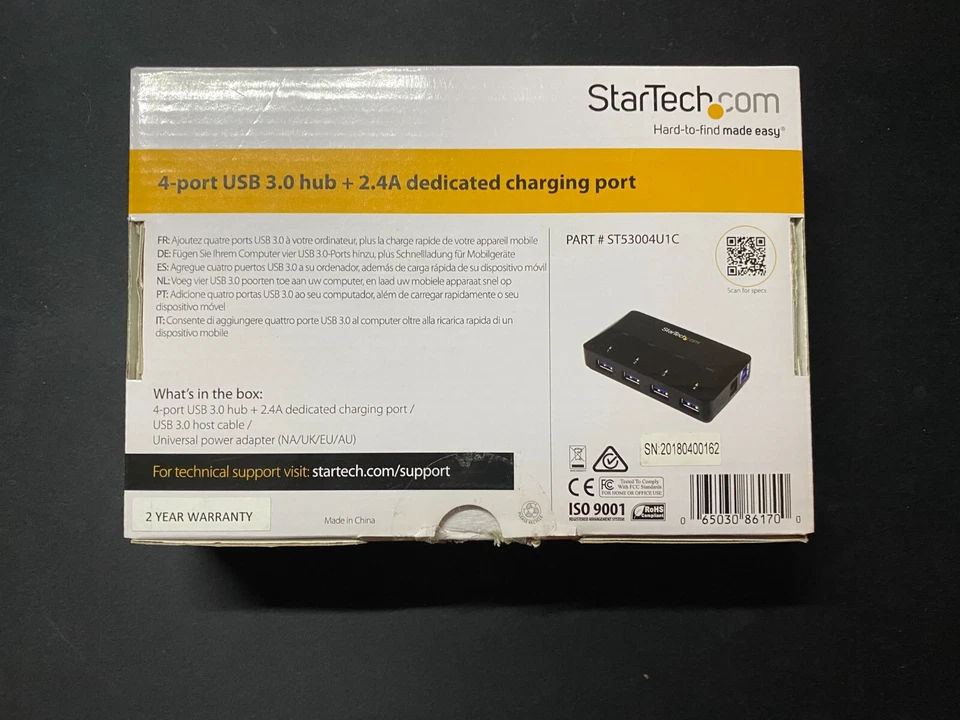 StarTech.com
Hard-to-find made easy®
4-port USB 3.0 hub + 2.4A dedicated charging port
FR: Ajoutez quatre ports USB 3.0 à votre ordinateur, plus la charge rapide de votre appareil mobile
DE: Fügen Sie Ihrem Computer vier USB 3.0-Ports hinzu, plus Schnellladung für Mobilgeräte
ES: Agregue cuatro puertos USB 3.0 a su ordenador, además de carga rápida de su dispositivo móvil
NL: Voeg vier USB 3.0 poorten toe aan uw computer, en laad uw mobiele apparaat snel op
PT: Adicione quatro portas USB 3.0 ao seu computador, além de carregar rapidamente o seu
dispositivo móvel
IT: Consente di aggiungere quattro porte USB 3.0 al computer oltre alla ricarica rapida di un
dispositivo mobile
PART # ST53004U1C
Scan for specs
StarTech.com
What's in the box:
4-port USB 3.0 hub + 2.4A dedicated charging port /
USB 3.0 host cable /
Universal power adapter (NA/UK/EU/AU)
For technical support visit: startech.com/support
2 YEAR WARRANTY
Made in China
SN:20180400162
CE
FC
Tested To Comply
With FCC Standards
FOR HOME OR OFFICE USE
ISO 9001
REGISTERED MANAGEMENT SYSTEM
RoHS
Compliant
0 65030 86170 0